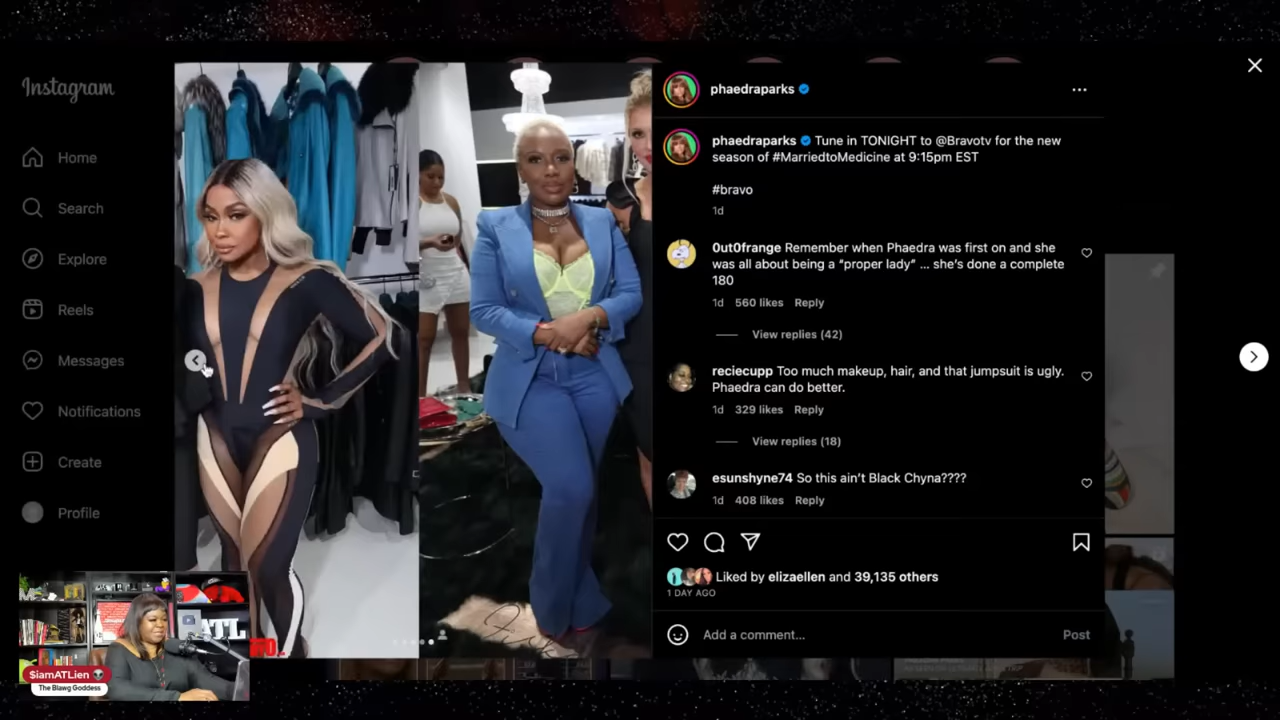 Instagram
Home
Search
Explore
Reels
Messages
Notifications
Create
Profile
phaedraparks
phaedraparks Tune in TONIGHT to @Bravotv for the new
season of #MarriedtoMedicine at 9:15pm EST
#bravo
1d
0ut0frange Remember when Phaedra was first on and she
was all about being a “proper lady” ... she’s done a complete
180
1d 560 likes Reply
View replies (42)
reciecupp Too much makeup, hair, and that jumpsuit is ugly.
Phaedra can do better.
1d 329 likes Reply
View replies (18)
esunshyne74 So this ain’t Black Chyna????
1d 408 likes Reply
Liked by elizaellen and 39,135 others
1 DAY AGO
Add a comment...
Post
ATL
$iamATLien
The Blawg Goddess